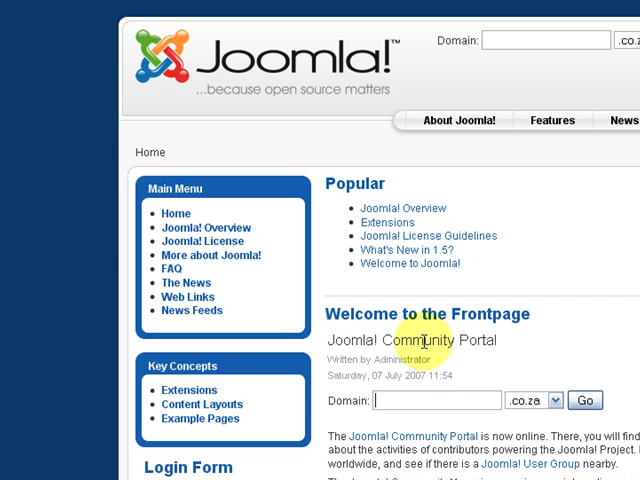 Joomla!™
...because open source matters
Domain:
About Joomla! Features News
Home
Main Menu
Home
Joomla! Overview
Joomla! License
More about Joomla!
FAQ
The News
Web Links
News Feeds
Key Concepts
Extensions
Content Layouts
Example Pages
Login Form
Popular
Joomla! Overview
Extensions
Joomla! License Guidelines
What's New in 1.5?
Welcome to Joomla!
Welcome to the Frontpage
Joomla! Community Portal
Written by Administrator
Saturday, 07 July 2007 11:54
Domain: .co.za Go
The Joomla! Community Portal is now online. There, you will find
about the activities of contributors powering the Joomla! Project.
worldwide, and see if there is a Joomla! User Group nearby.